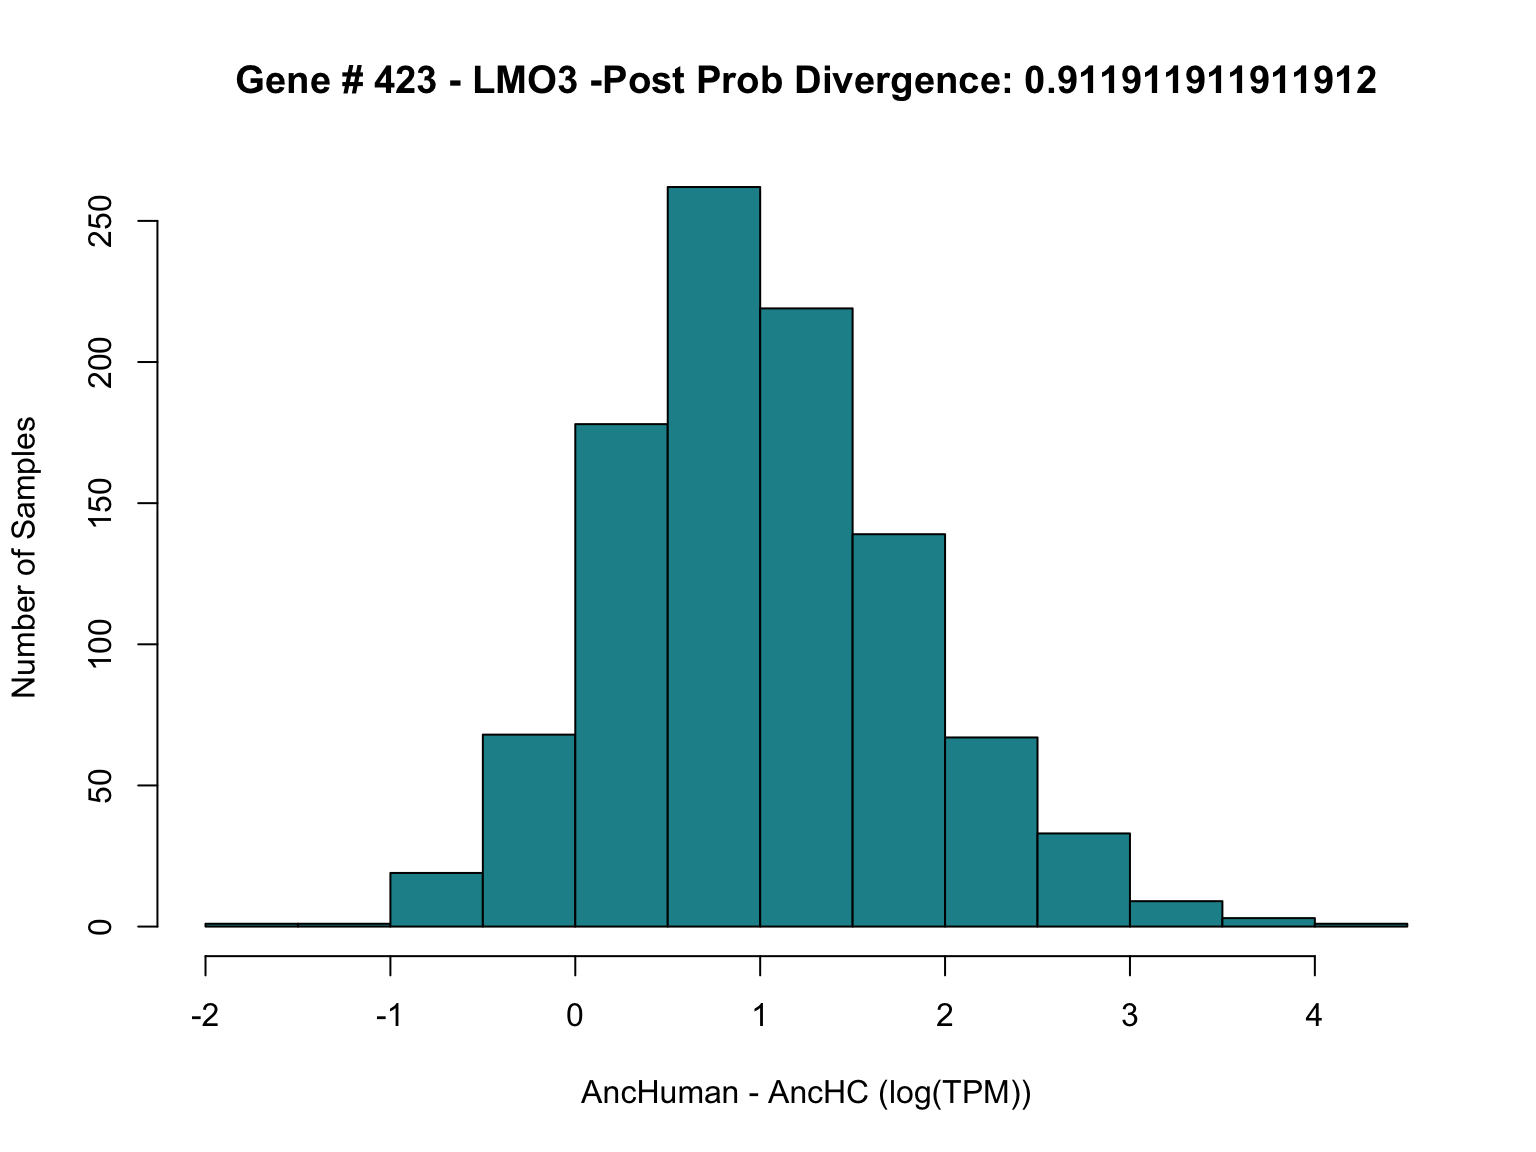 Gene # 423 - LMO3 -Post Prob Divergence: 0.911911911911912
250
200
150
100
50
0
Number of Samples
-2 -1 0 1 2 3 4
AncHuman - AncHC (log(TPM))